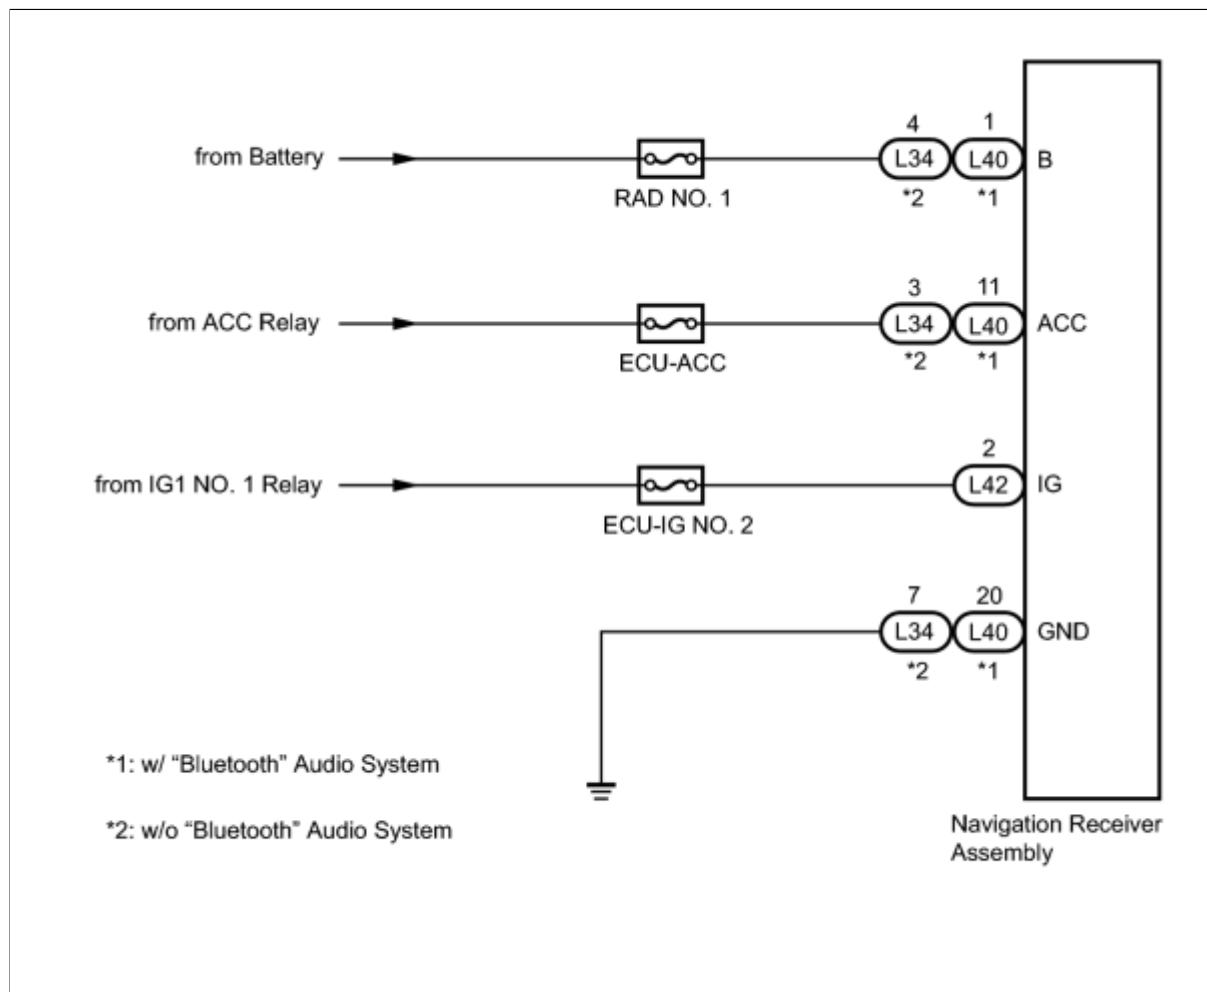 4 1
from Battery L34 L40 B
RAD NO. 1 *2 *1
3 11
from ACC Relay L34 L40 ACC
ECU-ACC *2 *1
2
from IG1 NO. 1 Relay L42 IG
ECU-IG NO. 2
7 20
L34 L40 GND
*2 *1
*1: w/ “Bluetooth” Audio System
*2: w/o “Bluetooth” Audio System
Navigation Receiver
Assembly